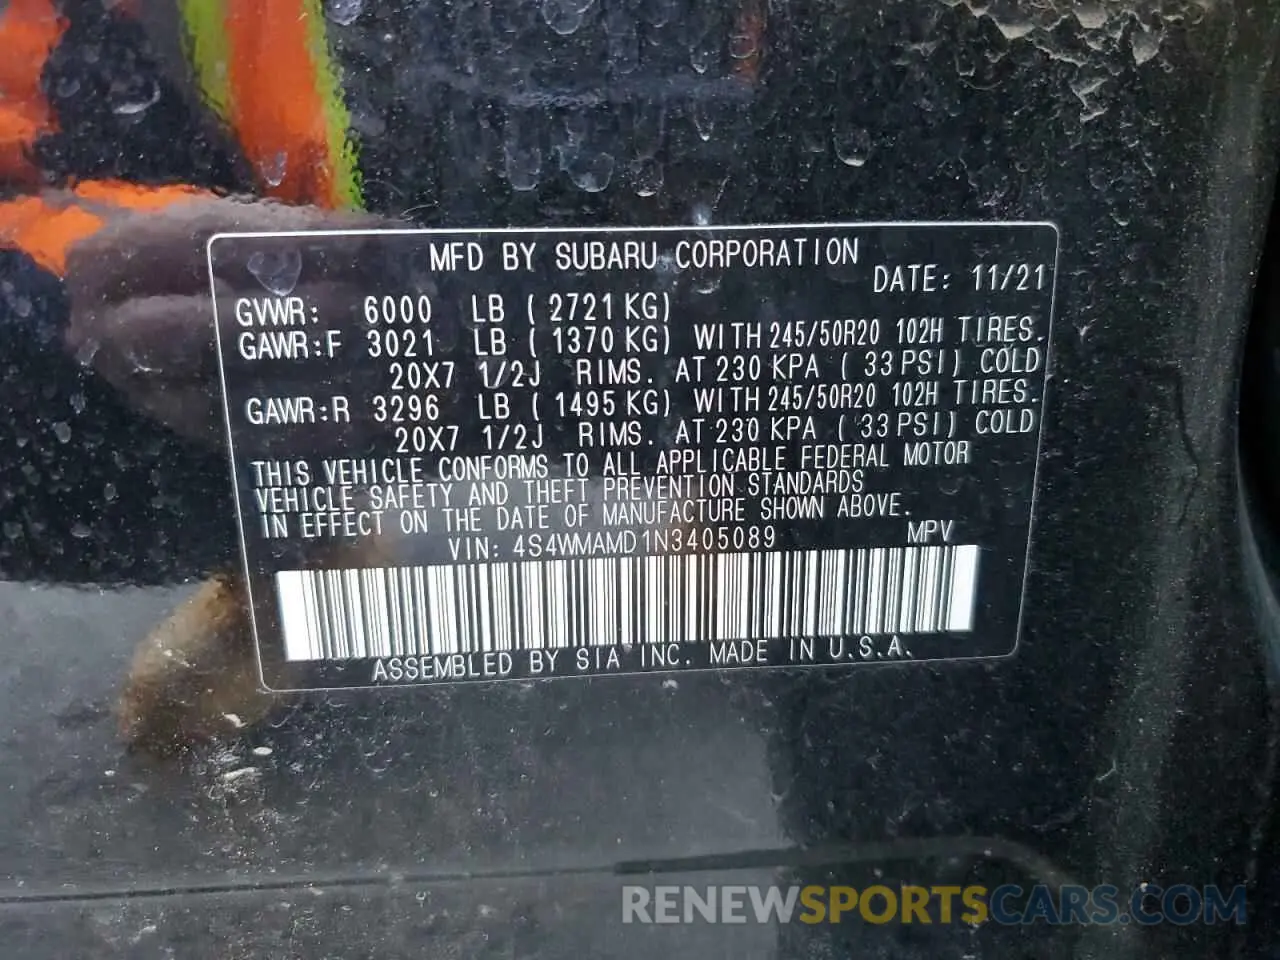 MFD BY SUBARU CORPORATION
DATE: 11/21
GVWR: 6000 LB ( 2721 KG)
GAWR:F 3021 LB ( 1370 KG) WITH 245/50R20 102H TIRES.
20X7 1/2J RIMS. AT 230 KPA ( 33 PSI) COLD
GAWR:R 3296 LB ( 1495 KG) WITH 245/50R20 102H TIRES.
20X7 1/2J RIMS. AT 230 KPA ( 33 PSI) COLD
THIS VEHICLE CONFORMS TO ALL APPLICABLE FEDERAL MOTOR
VEHICLE SAFETY AND THEFT PREVENTION STANDARDS
IN EFFECT ON THE DATE OF MANUFACTURE SHOWN ABOVE.
VIN: 4S4WMAMD1N3405089 MPV
ASSEMBLED BY SIA INC. MADE IN U.S.A.
RENEWSPORTSCARS.COM